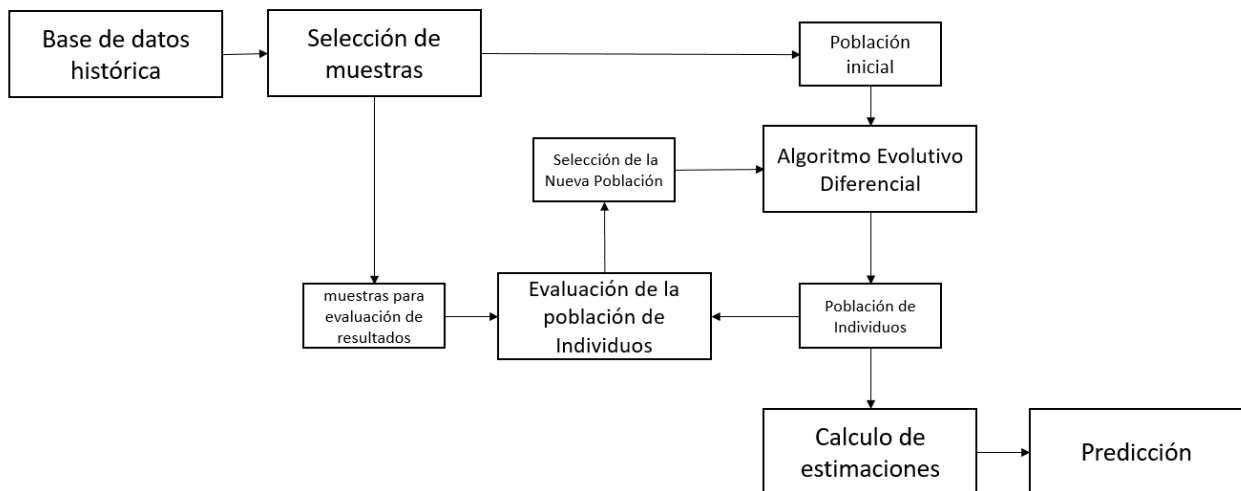 Base de datos
histórica
Selección de
muestras
Población
inicial
Selección de la
Nueva Población
Algoritmo Evolutivo
Diferencial
muestras para
evaluación de
resultados
Evaluación de la
población de
Individuos
Población de
Individuos
Calculo de
estimaciones
Predicción